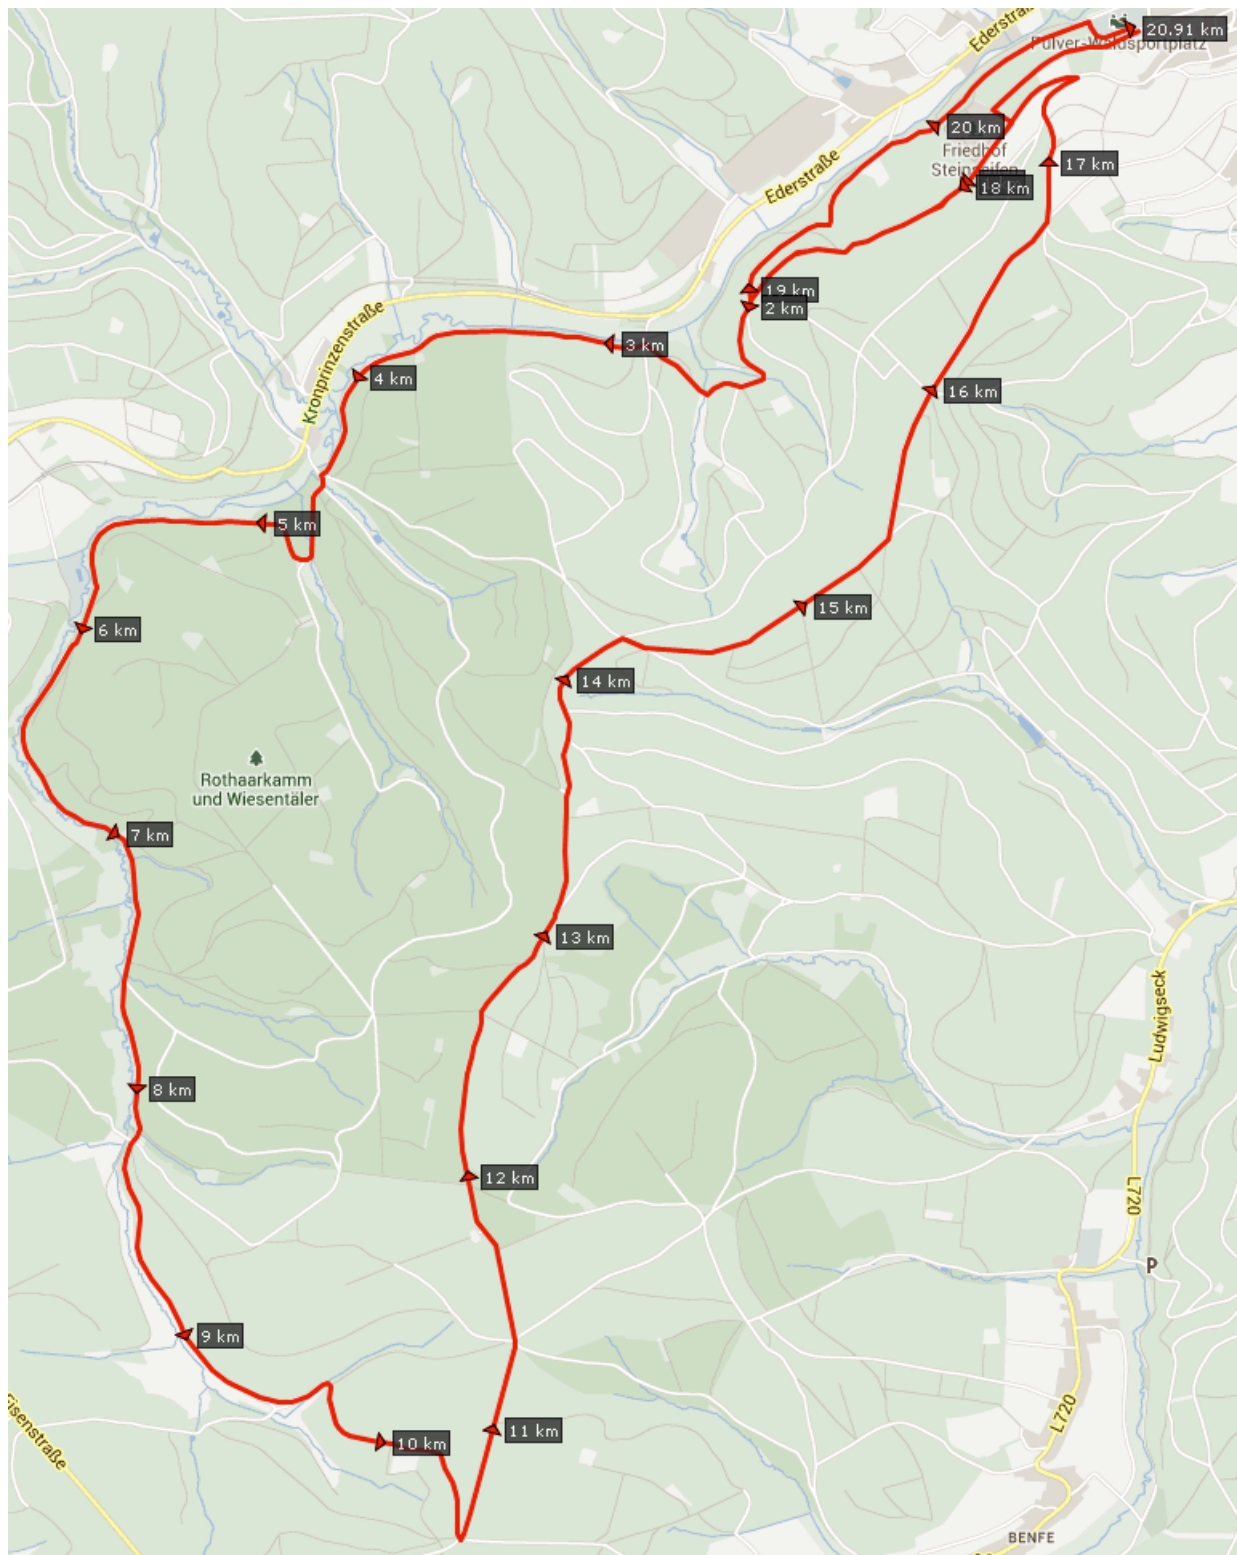 Ederstra
20.91 km
Pulver-Waldsportplatz
20 km
Friedhof
Ederstraße
17 km
18 km
19 km
2 km
Kronprinzenstraße
3 km
4 km
16 km
5 km
15 km
6 km
14 km
Rothaarkamm
und Wiesentäler
7 km
13 km
Ludwigseck
8 km
12 km
L720
P
9 km
Eisenstraße
L720
11 km
10 km
BENFE